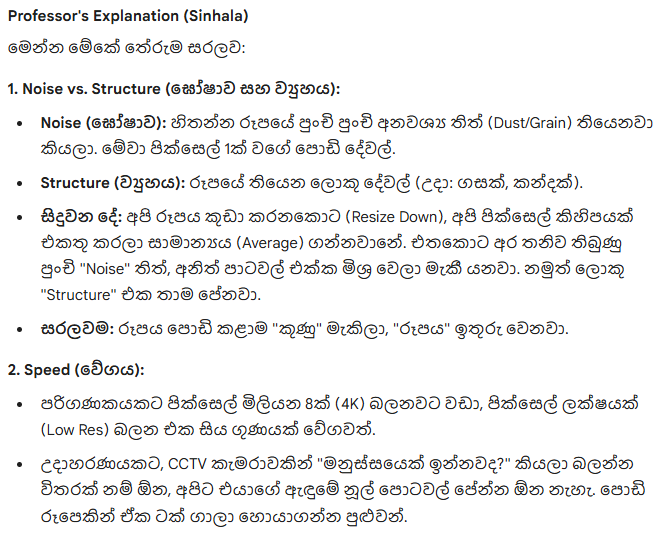 Professor's Explanation (Sinhala)
මෙන්න මේකේ තේරුම සරලව:
1. Noise vs. Structure (ඝෝෂාව සහ ව්‍යුහය):
• Noise (ඝෝෂාව): හිතන්න රූපයේ පුංචි පුංචි අනවශ්‍ය තිත් (Dust/Grain) තියෙනවා
කියලා. මේවා පික්සෙල් 1ක් වගේ පොඩි දේවල්.
• Structure (ව්‍යුහය): රූපයේ තියෙන ලොකු දේවල් (උදා: ගසක්, කන්දක්).
• සිදුවන දේ: අපි රූපය කුඩා කරනකොට (Resize Down), අපි පික්සෙල් කිහිපයක්
එකතු කරලා සාමාන්‍යය (Average) ගන්නවානේ. එතකොට අර තනිව තිබුණු
පුංචි "Noise" තිත්, අනිත් පාටවල් එක්ක මිශ්‍ර වෙලා මැකී යනවා. නමුත් ලොකු
"Structure" එක තාම පේනවා.
• සරලවම: රූපය පොඩි කළාම "කුණු" මැකිලා, "රූපය" ඉතුරු වෙනවා.
2. Speed (වේගය):
• පරිගණකයකට පික්සෙල් මිලියන 8ක් (4K) බලනවට වඩා, පික්සෙල් ලක්ෂයක්
(Low Res) බලන එක සිය ගුණයක් වේගවත්.
• උදාහරණයකට, CCTV කැමරාවකින් "මනුස්සයෙක් ඉන්නවද?" කියලා බලන්න
විතරක් නම් ඕන, අපිට එයාගේ ඇඳුමේ නූල් පොටවල් පේන්න ඕන නැහැ. පොඩි
රූපෙකින් ඒක ටක් ගාලා හොයාගන්න පුළුවන්.